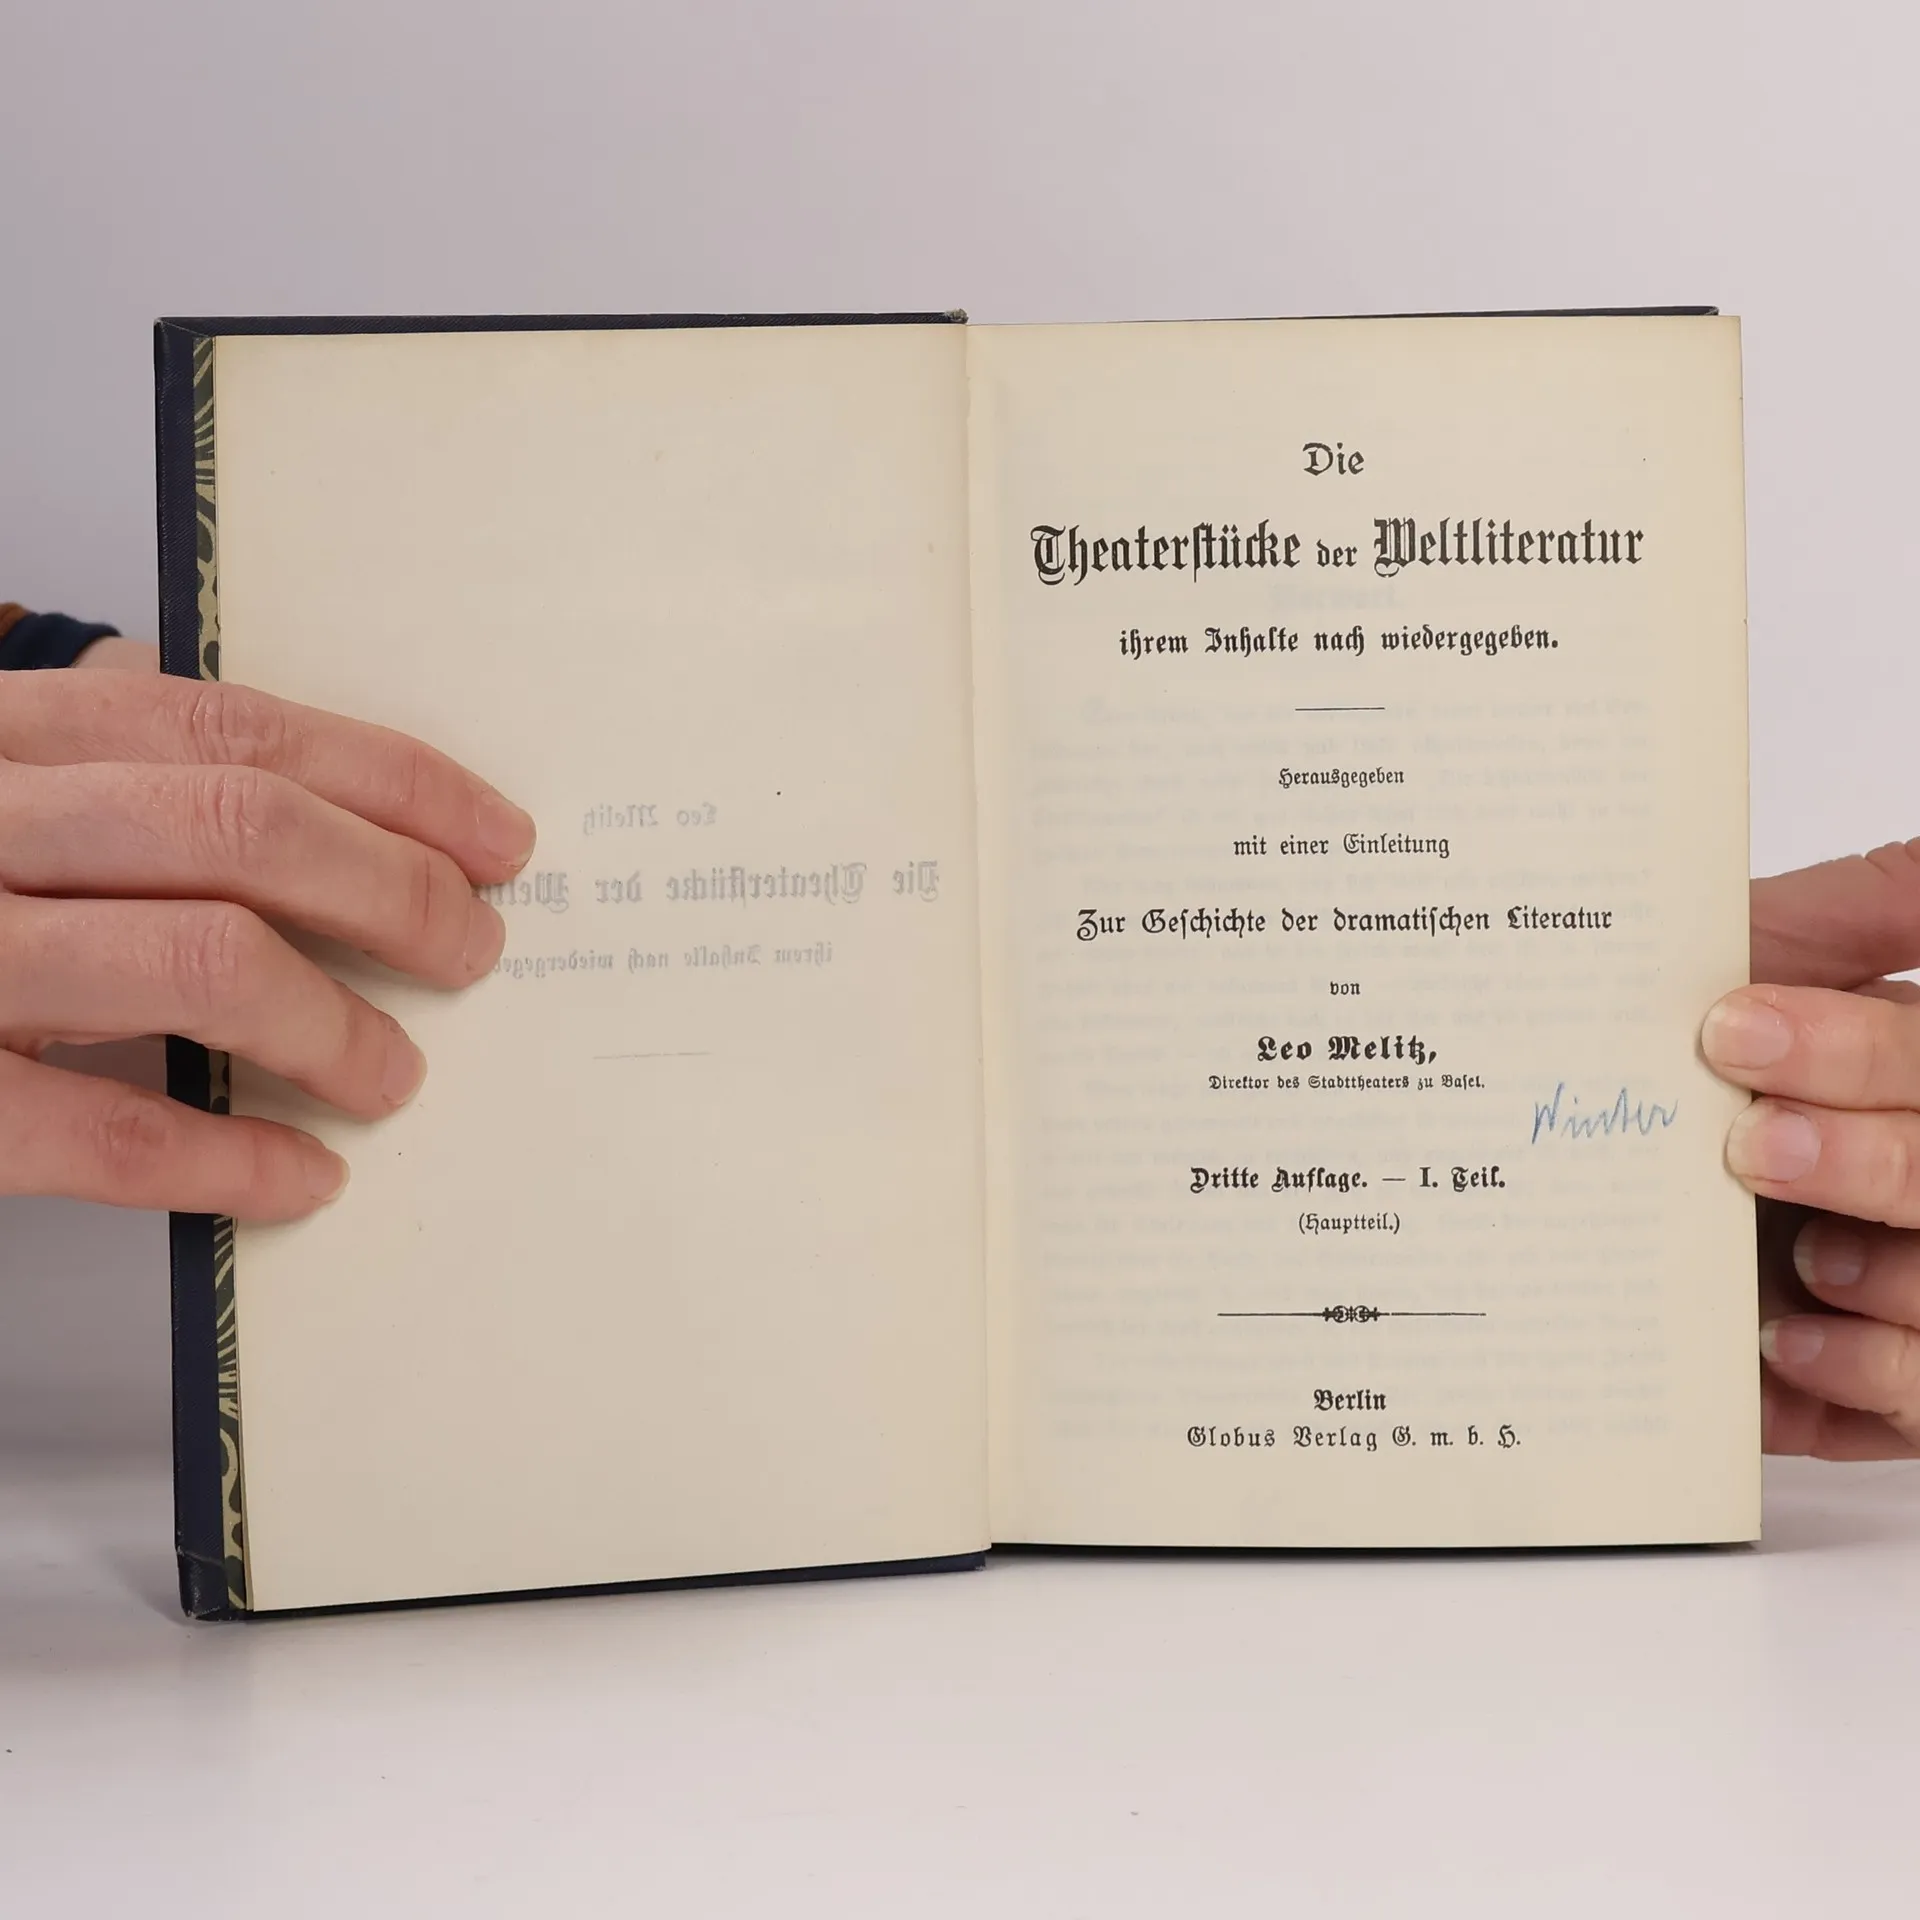 Die
Theaterstücke der Weltliteratur
ihrem Inhalte nach wiedergegeben.
Herausgegeben
mit einer Einleitung
Zur Geschichte der dramatischen Literatur
von
Leo Melitz,
Direktor des Stadttheaters zu Basel.
Winter
Dritte Auflage. — I. Teil.
(Hauptteil.)
Berlin
Globus Verlag G. m. b. H.